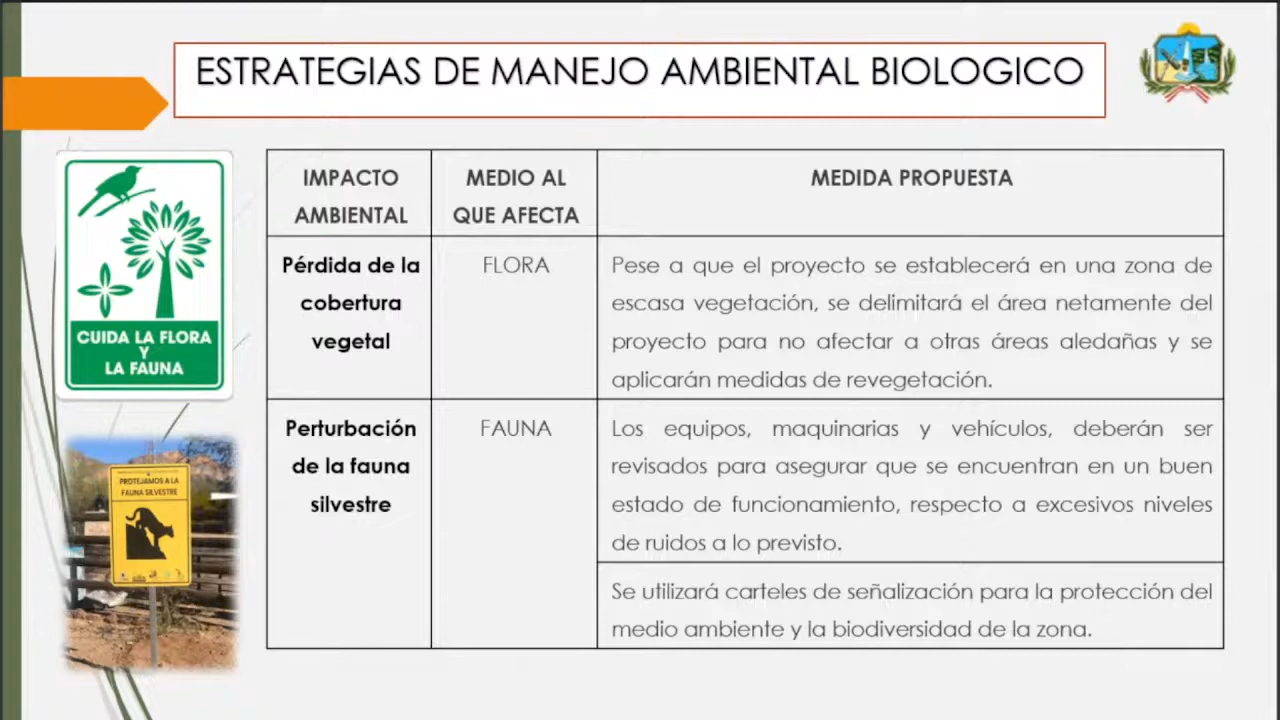 ESTRATEGIAS DE MANEJO AMBIENTAL BIOLOGICO
CUIDA LA FLORA
Y
LA FAUNA
PROTEJAMOS A LA
FAUNA SILVESTRE
IMPACTO
AMBIENTAL
MEDIO AL
QUE AFECTA
MEDIDA PROPUESTA
Pérdida de la
cobertura
vegetal
FLORA
Pese a que el proyecto se establecerá en una zona de
escasa vegetación, se delimitará el área netamente del
proyecto para no afectar a otras áreas aledañas y se
aplicarán medidas de revegetación.
Perturbación
de la fauna
silvestre
FAUNA
Los equipos, maquinarias y vehículos, deberán ser
revisados para asegurar que se encuentran en un buen
estado de funcionamiento, respecto a excesivos niveles
de ruidos a lo previsto.
Se utilizará carteles de señalización para la protección del
medio ambiente y la biodiversidad de la zona.